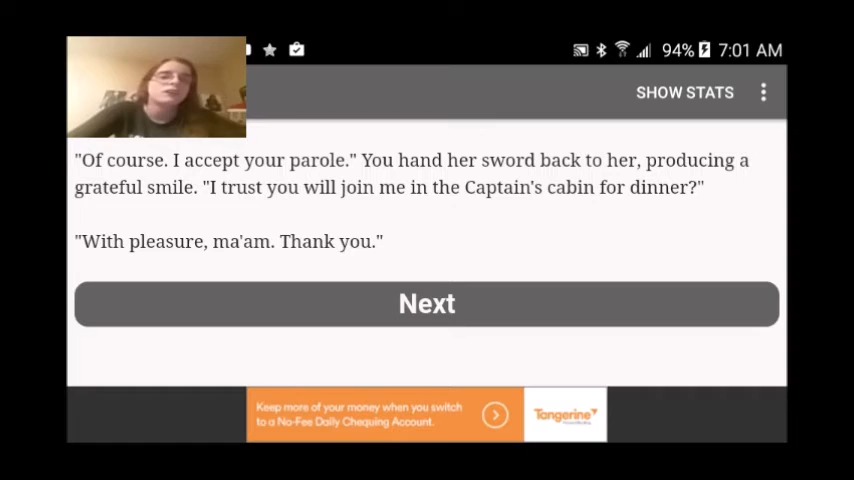 94% 7:01 AM
SHOW STATS
"Of course. I accept your parole." You hand her sword back to her, producing a
grateful smile. "I trust you will join me in the Captain's cabin for dinner?"
"With pleasure, ma'am. Thank you."
Next
Keep more of your money when you switch
to a No-Fee Daily Chequing Account.
Tangerine